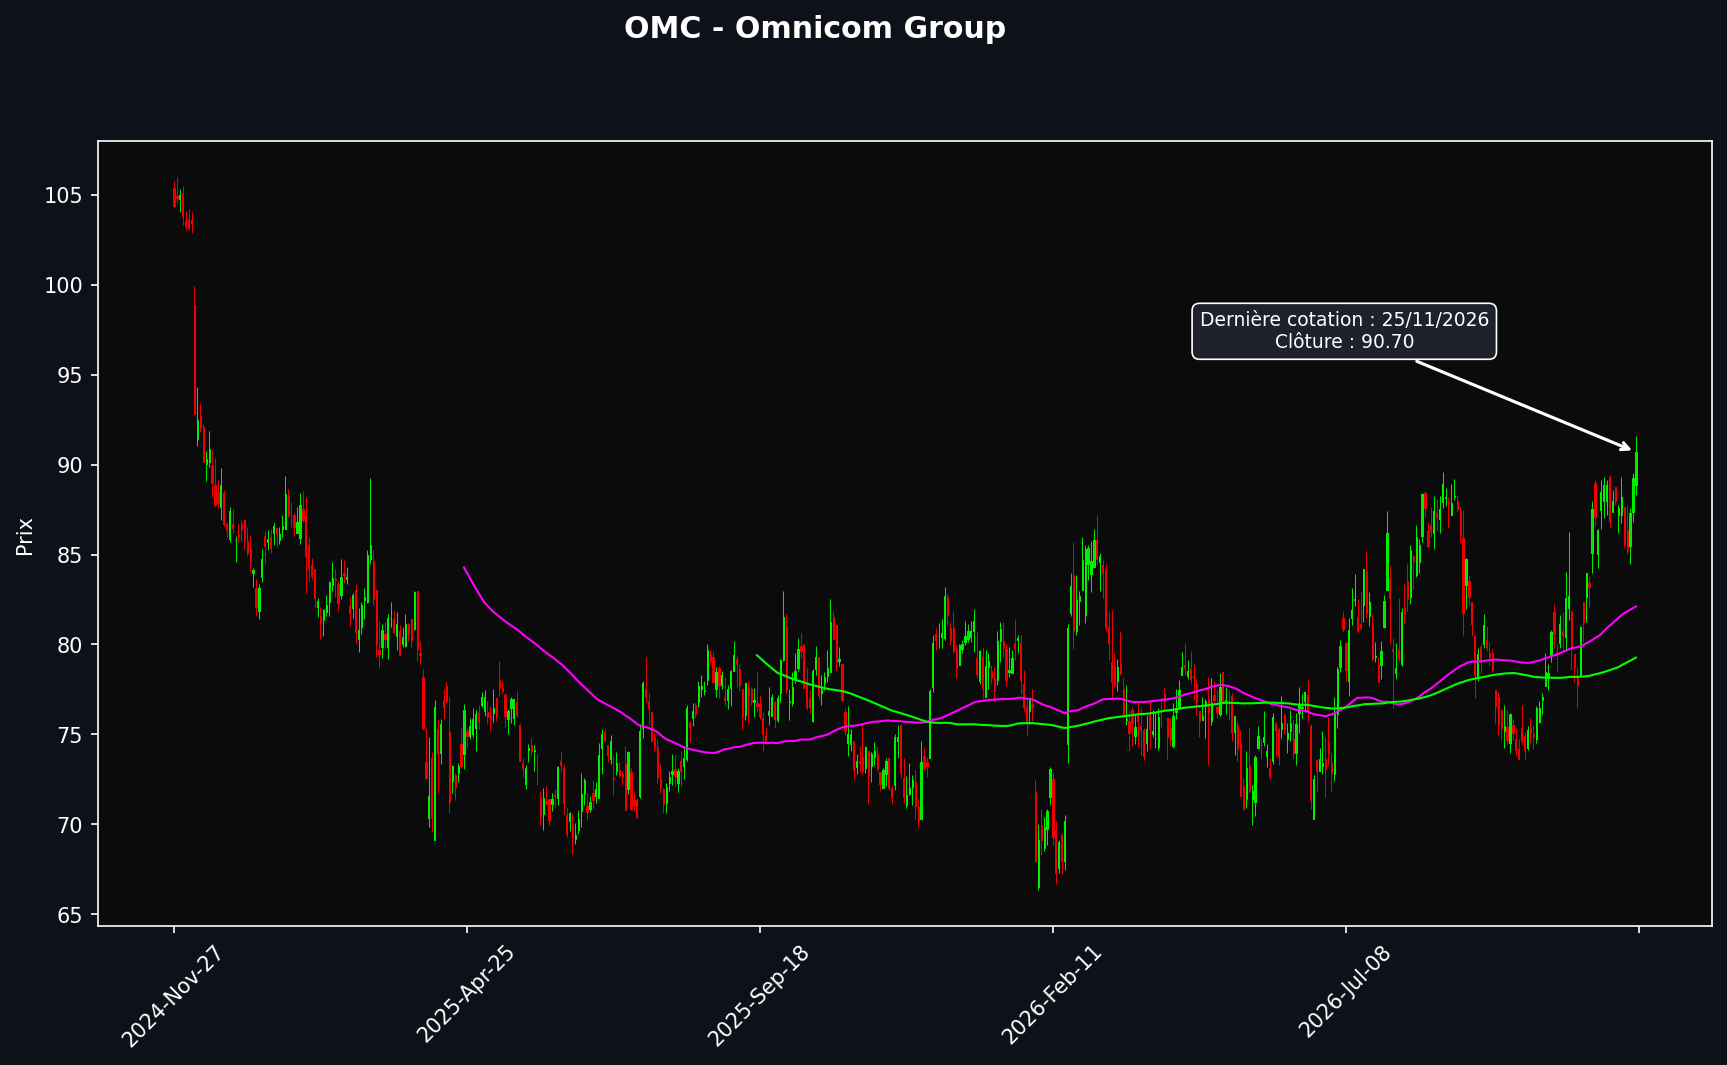 OMC - Omnicom Group
Prix
105
100
95
90
85
80
75
70
65
Dernière cotation : 25/11/2026
Clôture : 90.70
2024-Nov-27
2025-Apr-25
2025-Sep-18
2026-Feb-11
2026-Jul-08